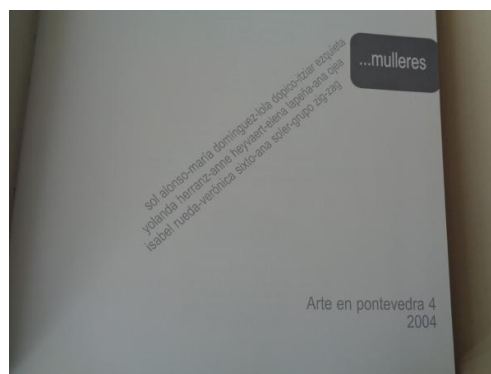 ...mulleres
sol alonso-maría domínguez-lola dopico-itziar ezquieta
yolanda herranz-anne heyvaert-elena lapeña-ana ojea
isabel rueda-verónica sixto-ana soler-grupo zig-zag
Arte en pontevedra 4
2004